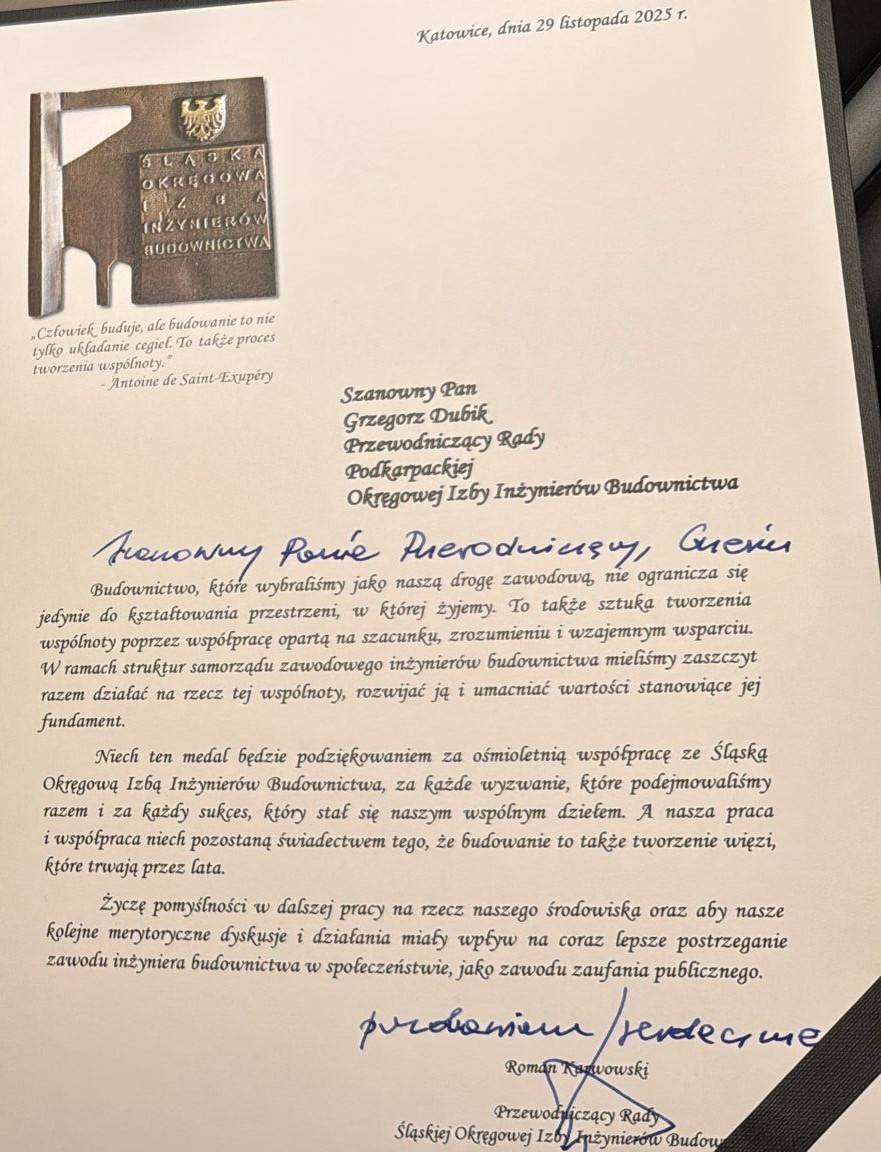 Katowice, dnia 29 listopada 2025 r.
ŚLĄSKA
OKRĘGOWA
IZBA
INŻYNIERÓW
BUDOWNICTWA
„Człowiek buduje, ale budowanie to nie
tylko układanie cegieł. To także proces
tworzenia wspólnoty.”
- Antoine de Saint-Exupéry
Szanowny Pan
Grzegorz Dubik
Przewodniczący Rady
Podkarpackiej
Okręgowej Izby Inżynierów Budownictwa
Szanowny Panie Przewodniczący,
Budownictwo, które wybraliśmy jako naszą drogę zawodową, nie ogranicza się
jedynie do kształtowania przestrzeni, w której żyjemy. To także sztuka tworzenia
wspólnoty poprzez współpracę opartą na szacunku, zrozumieniu i wzajemnym wsparciu.
W ramach struktur samorządu zawodowego inżynierów budownictwa mieliśmy zaszczyt
razem działać na rzecz tej wspólnoty, rozwijać ją i umacniać wartości stanowiące jej
fundament.
Niech ten medal będzie podziękowaniem za ośmioletnią współpracę ze Śląską
Okręgową Izbą Inżynierów Budownictwa, za każde wyzwanie, które podejmowaliśmy
razem i za każdy sukces, który stał się naszym wspólnym dziełem. A nasza praca
i współpraca niech pozostaną świadectwem tego, że budowanie to także tworzenie więzi,
które trwają przez lata.
Życzę pomyślności w dalszej pracy na rzecz naszego środowiska oraz aby nasze
kolejne merytoryczne dyskusje i działania miały wpływ na coraz lepsze postrzeganie
zawodu inżyniera budownictwa w społeczeństwie, jako zawodu zaufania publicznego.
pozdrawiam serdecznie
Roman Karwowski
Przewodniczący Rady
Śląskiej Okręgowej Izby Inżynierów Budow